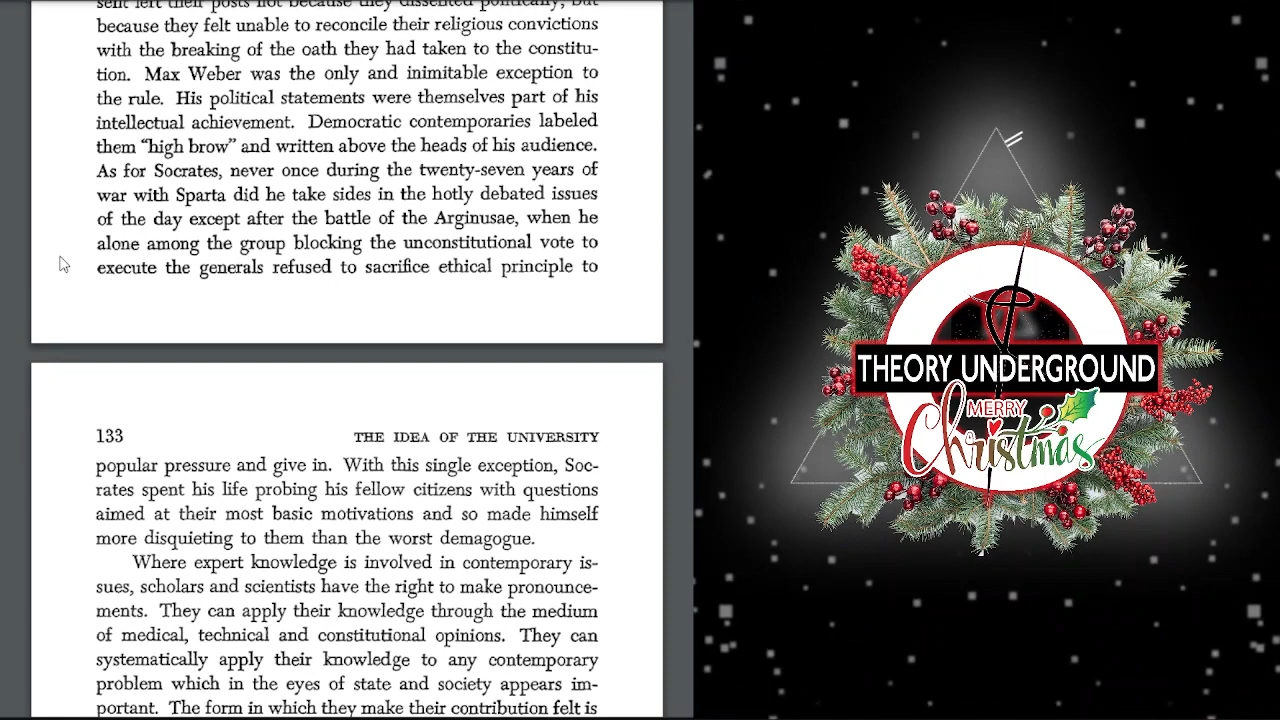 sent left their posts not because they dissented politically, but
because they felt unable to reconcile their religious convictions
with the breaking of the oath they had taken to the constitu-
tion. Max Weber was the only and inimitable exception to
the rule. His political statements were themselves part of his
intellectual achievement. Democratic contemporaries labeled
them “high brow” and written above the heads of his audience.
As for Socrates, never once during the twenty-seven years of
war with Sparta did he take sides in the hotly debated issues
of the day except after the battle of the Arginusae, when he
alone among the group blocking the unconstitutional vote to
execute the generals refused to sacrifice ethical principle to
133 THE IDEA OF THE UNIVERSITY
popular pressure and give in. With this single exception, Soc-
rates spent his life probing his fellow citizens with questions
aimed at their most basic motivations and so made himself
more disquieting to them than the worst demagogue.
Where expert knowledge is involved in contemporary is-
sues, scholars and scientists have the right to make pronounce-
ments. They can apply their knowledge through the medium
of medical, technical and constitutional opinions. They can
systematically apply their knowledge to any contemporary
problem which in the eyes of state and society appears im-
portant. The form in which they make their contribution felt is
THEORY UNDERGROUND
MERRY
Christmas